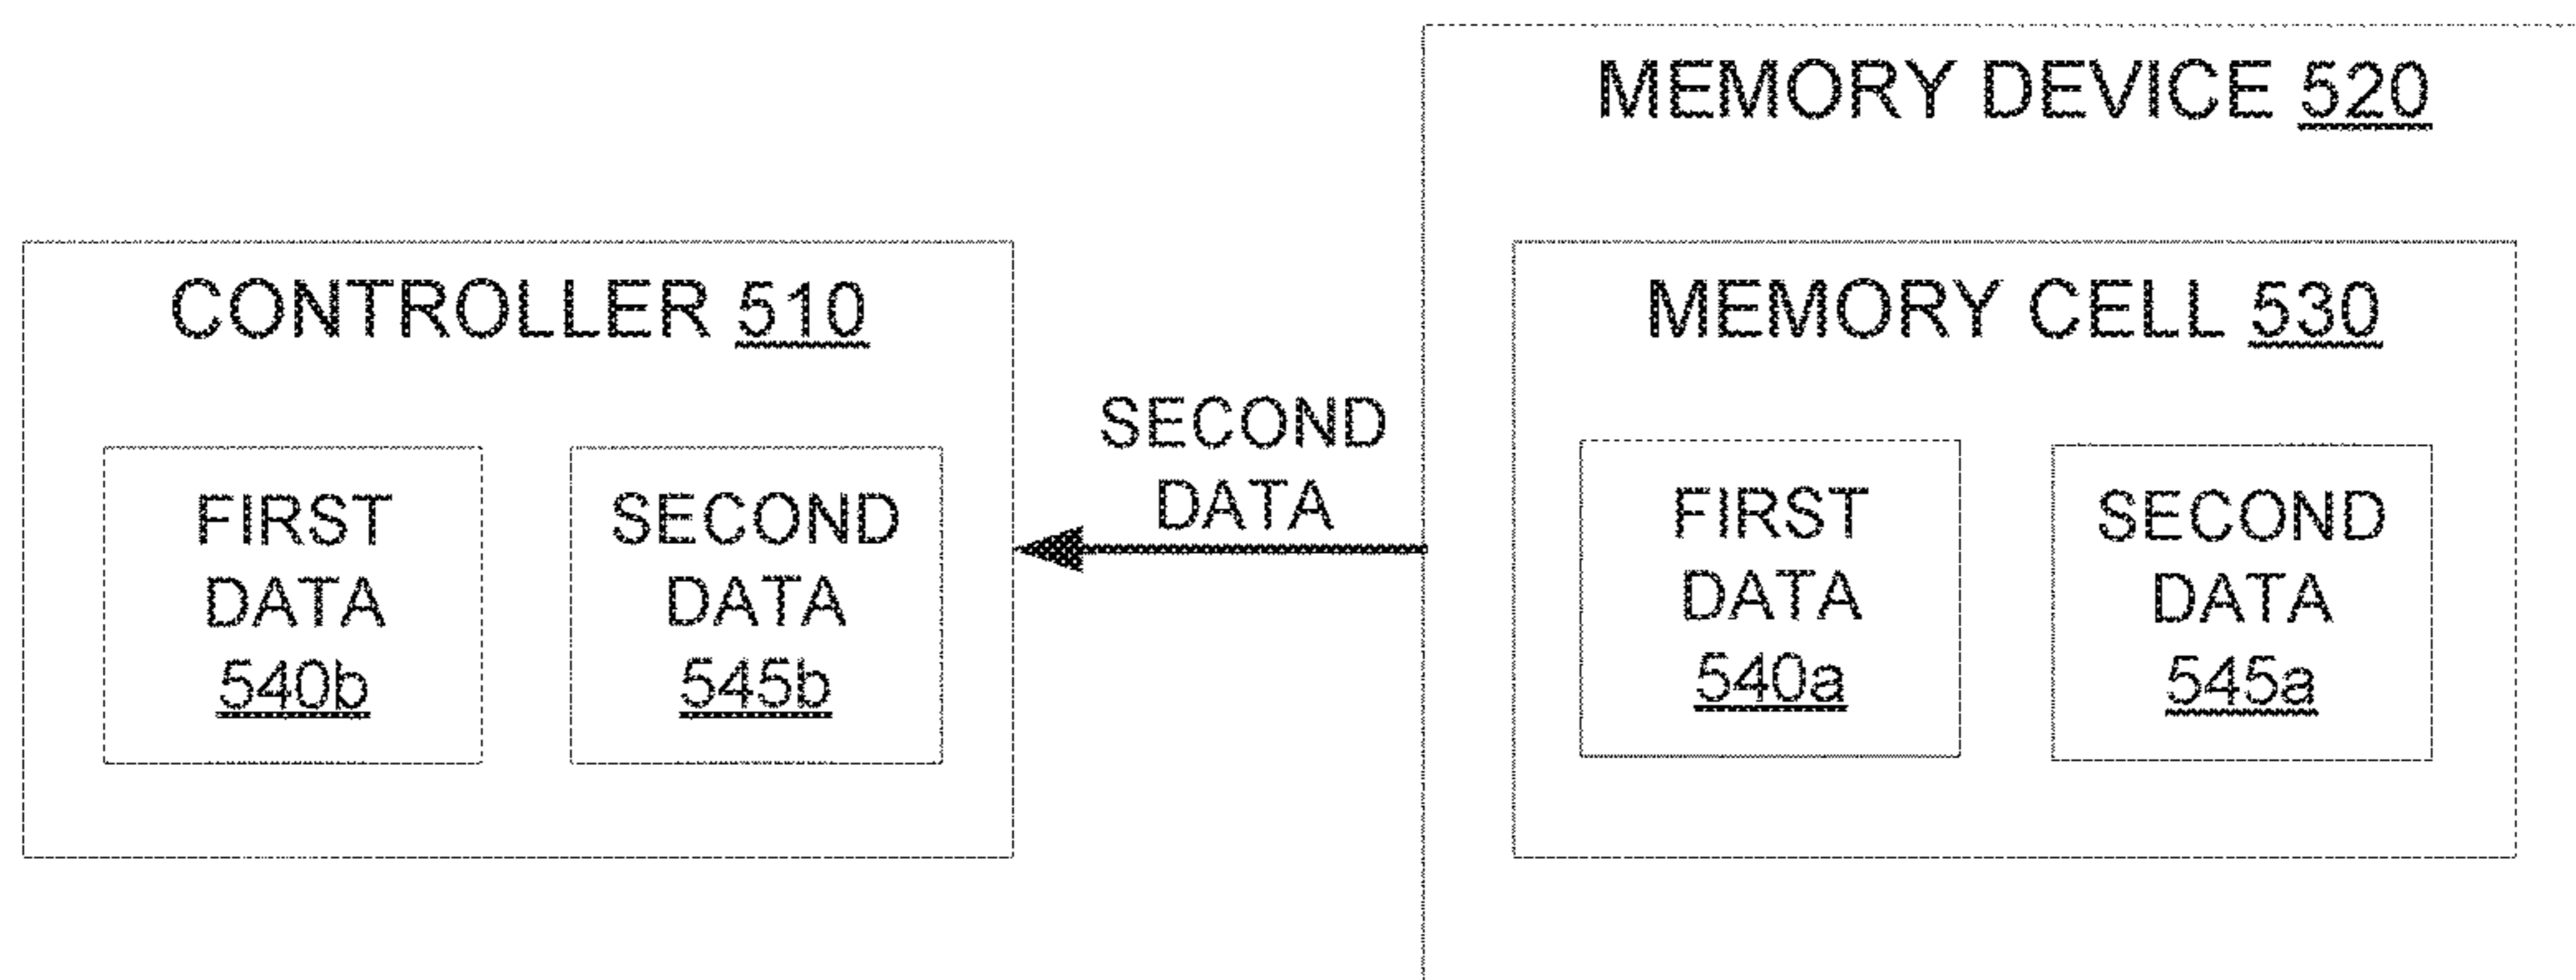 MEMORY DEVICE 520
CONTROLLER 510
MEMORY CELL 530
SECOND
DATA
FIRST
DATA
540b
SECOND
DATA
545b
FIRST
DATA
540a
SECOND
DATA
545a